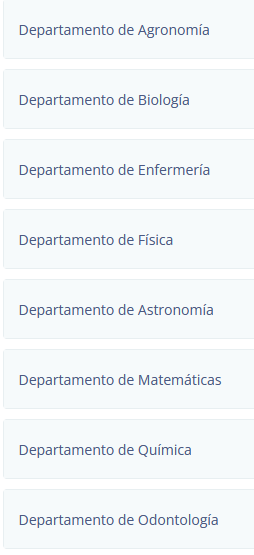 Departamento de Agronomía
Departamento de Biología
Departamento de Enfermería
Departamento de Física
Departamento de Astronomía
Departamento de Matemáticas
Departamento de Química
Departamento de Odontología